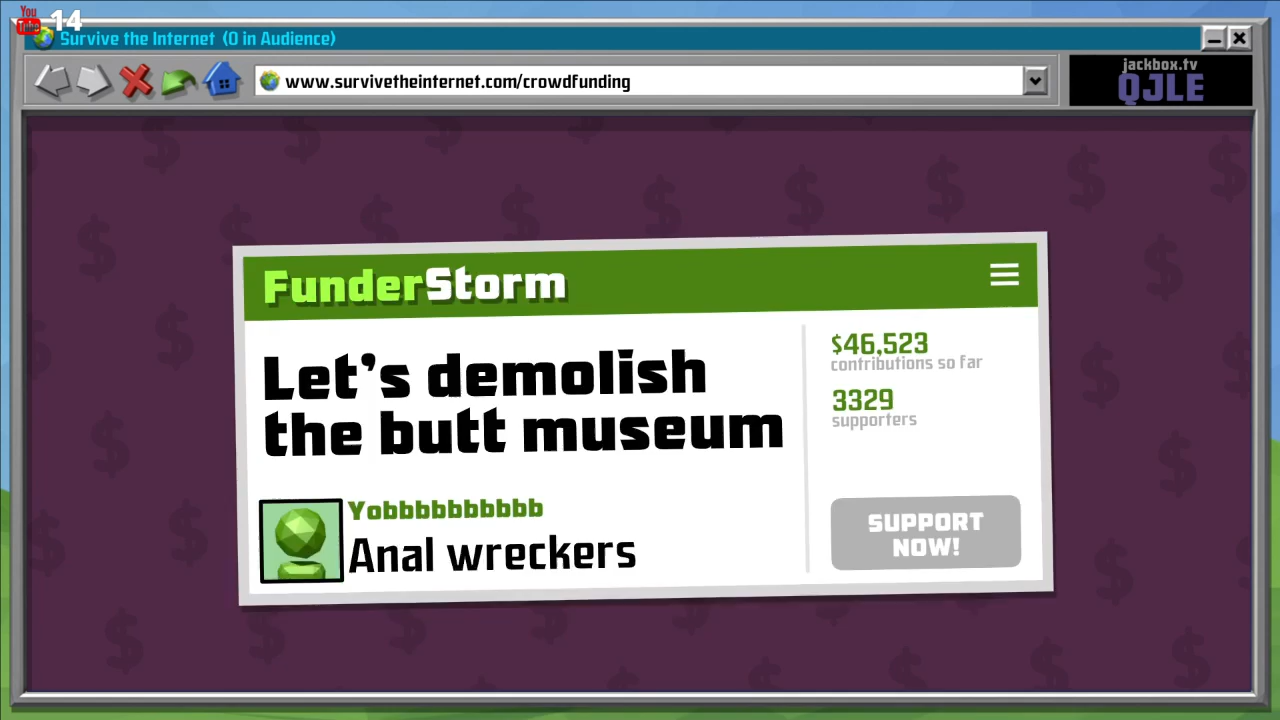 You
Tube 14
Survive the Internet (0 in Audience)
www.survivetheinternet.com/crowdfunding
jackbox.tv
QJLE
FunderStorm
Let's demolish
the butt museum
Yobbbbbbbbbb
Anal wreckers
$46,523
contributions so far
3329
supporters
SUPPORT
NOW!